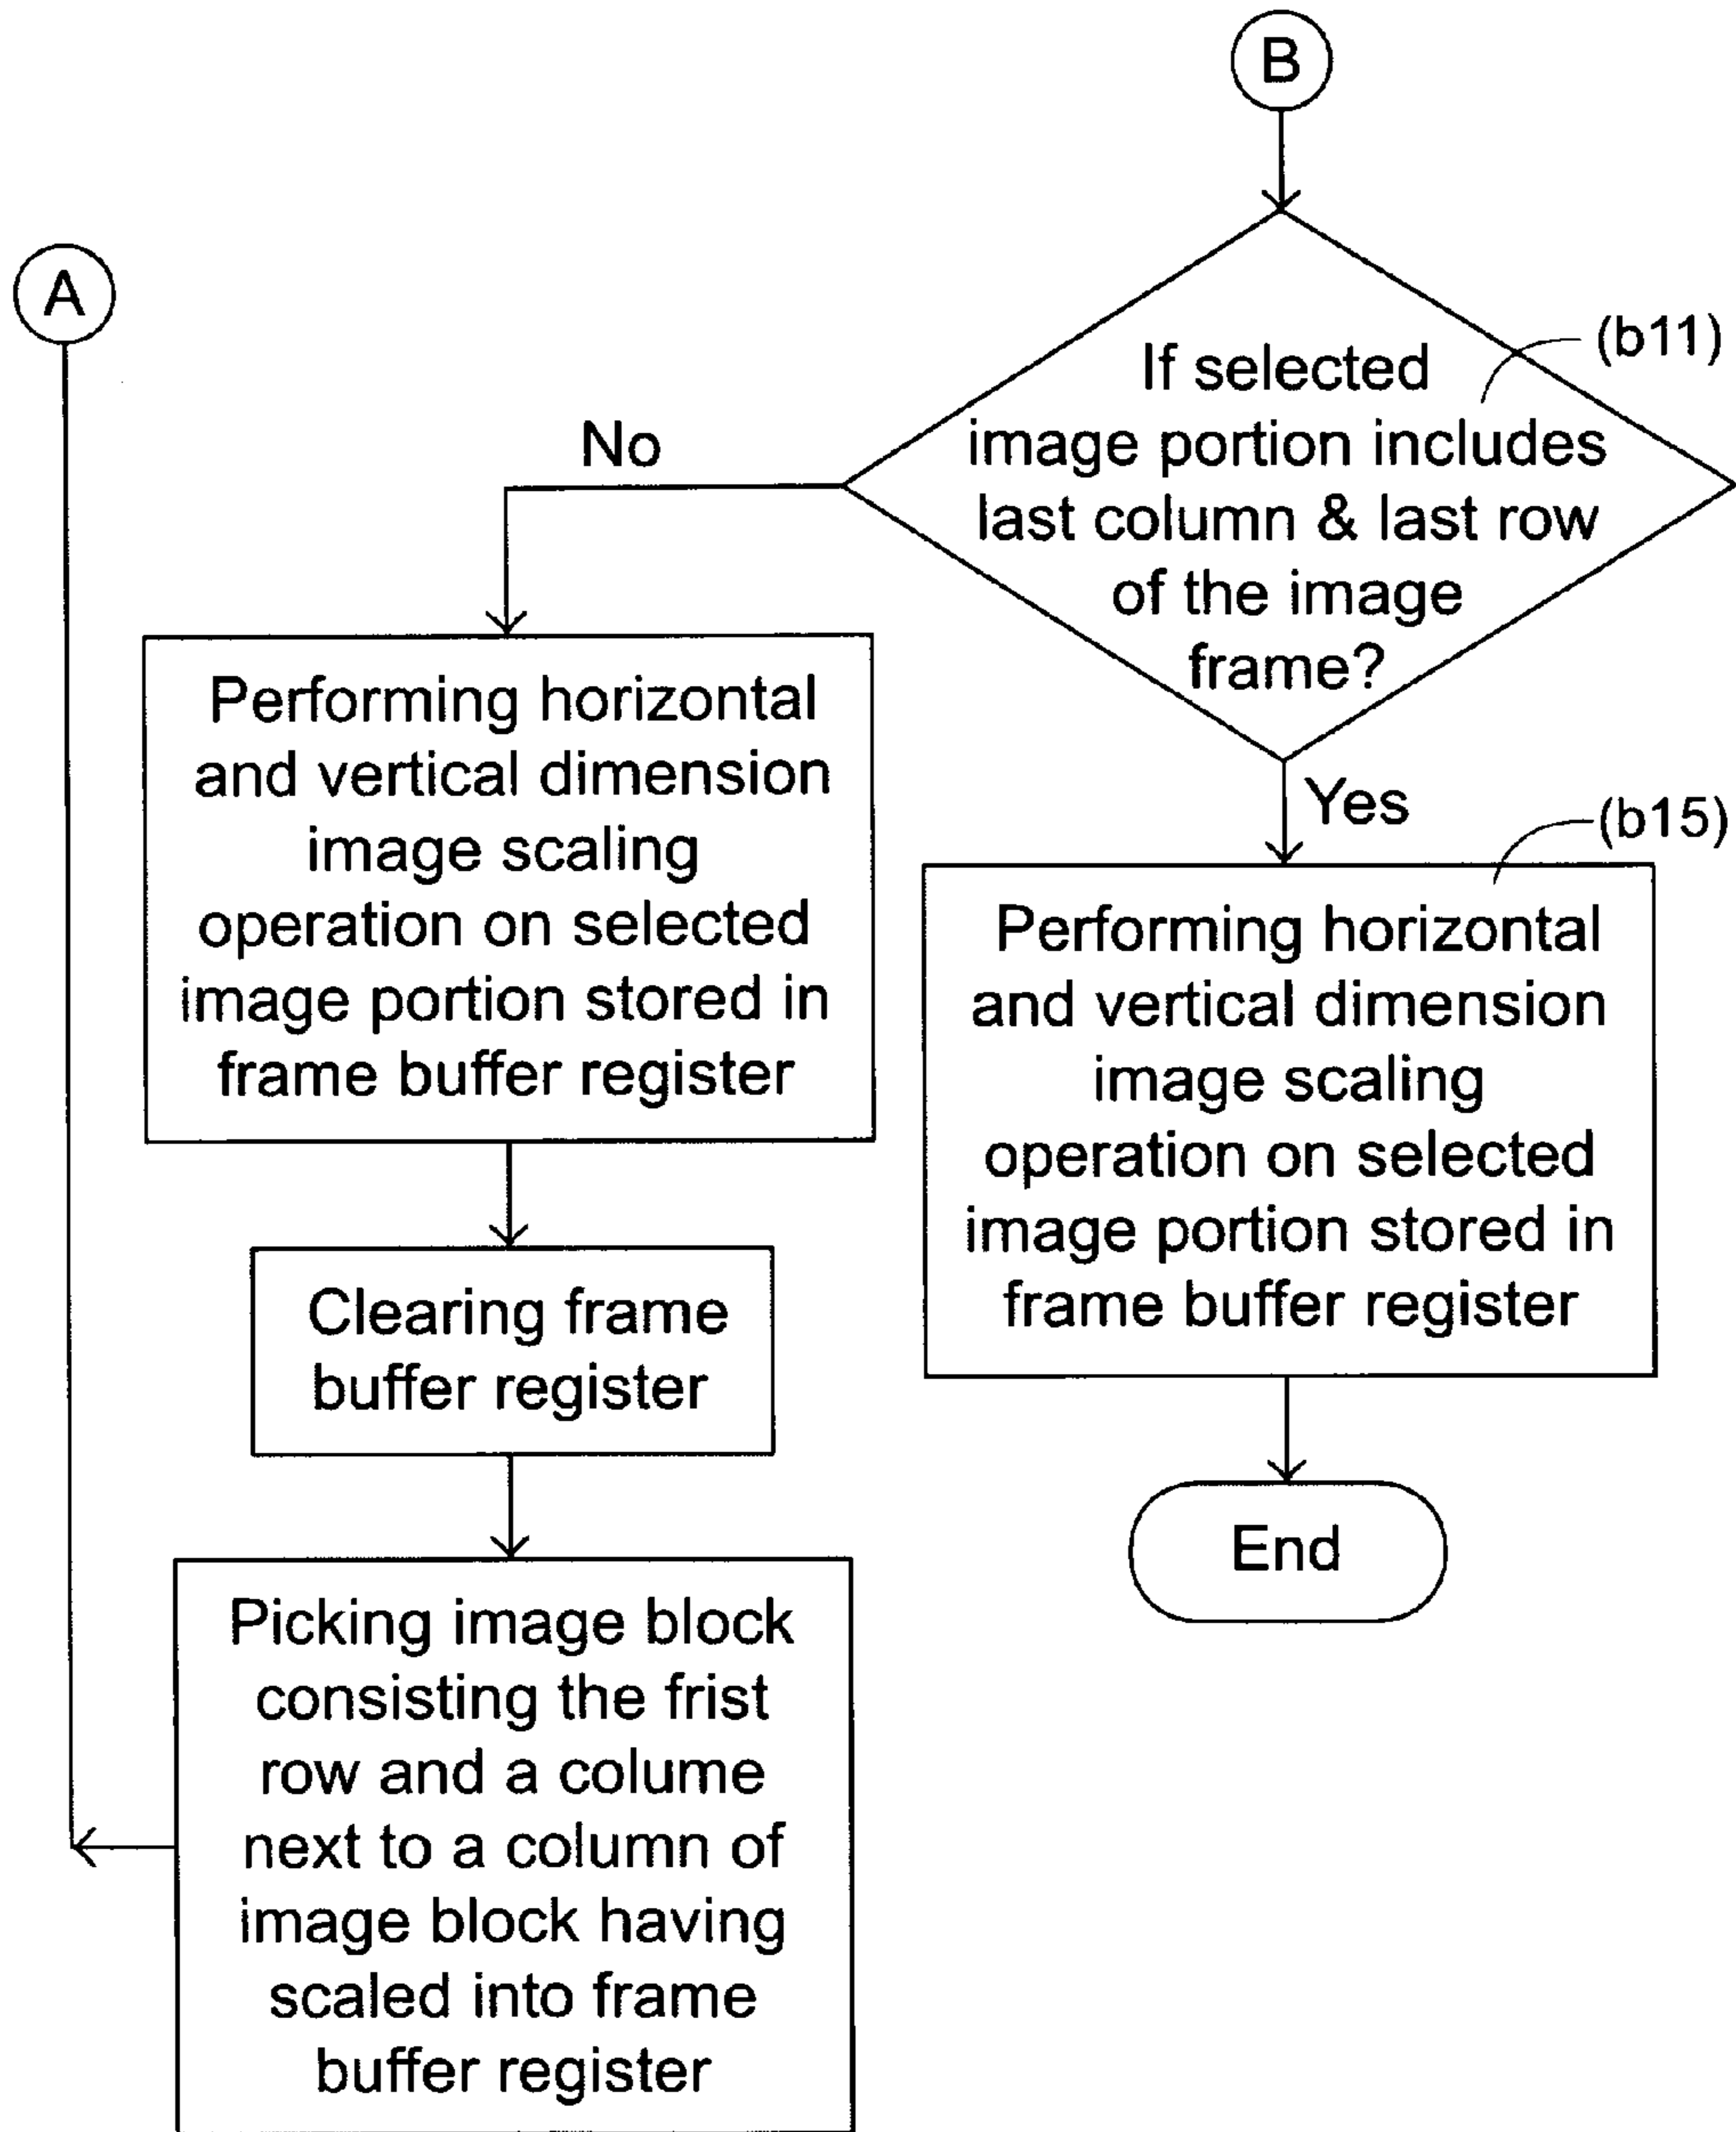 B
A
If selected
image portion includes
last column & last row
of the image
frame?
(b11)
No
Yes
Performing horizontal
and vertical dimension
image scaling
operation on selected
image portion stored in
frame buffer register
(b15)
Performing horizontal
and vertical dimension
image scaling
operation on selected
image portion stored in
frame buffer register
Clearing frame
buffer register
End
Picking image block
consisting the frist
row and a colume
next to a column of
image block having
scaled into frame
buffer register